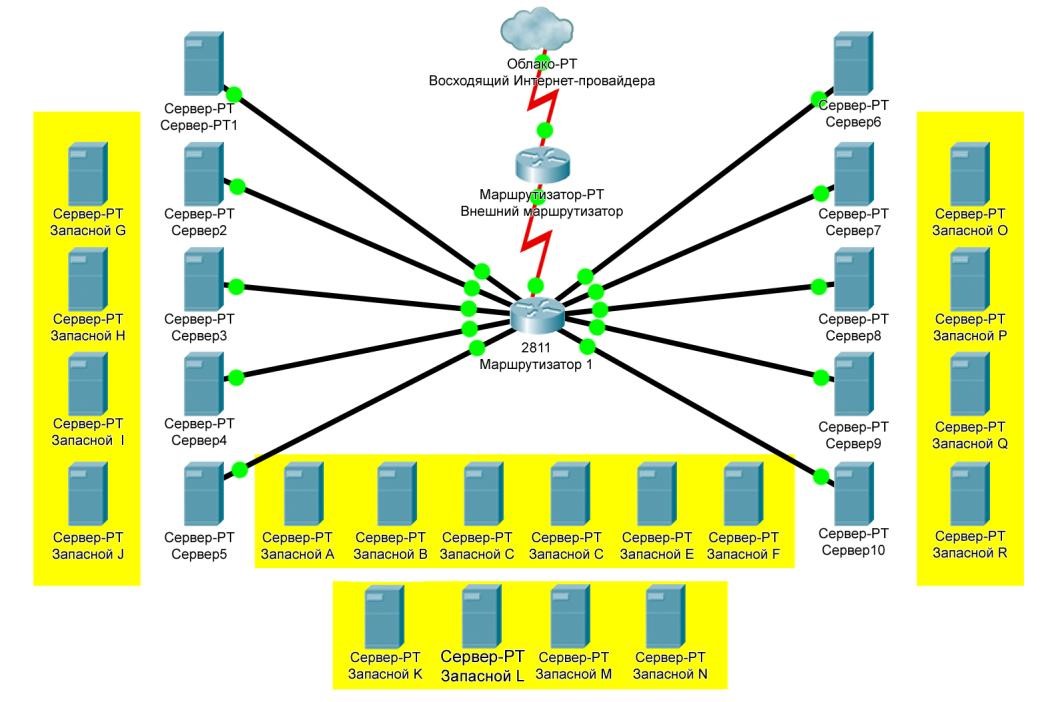 Облако-PT
Восходящий Интернет-провайдера
Сервер-PT
Сервер-PT1
Сервер-PT
Сервер6
Маршрутизатор-PT
Внешний маршрутизатор
Сервер-PT
Запасной G
Сервер-PT
Сервер2
Сервер-PT
Сервер7
Сервер-PT
Запасной O
Сервер-PT
Запасной H
Сервер-PT
Сервер3
2811
Маршрутизатор 1
Сервер-PT
Сервер8
Сервер-PT
Запасной P
Сервер-PT
Запасной I
Сервер-PT
Сервер4
Сервер-PT
Сервер9
Сервер-PT
Запасной Q
Сервер-PT
Запасной J
Сервер-PT
Сервер5
Сервер-PT
Запасной A
Сервер-PT
Запасной B
Сервер-PT
Запасной C
Сервер-PT
Запасной C
Сервер-PT
Запасной E
Сервер-PT
Запасной F
Сервер-PT
Сервер10
Сервер-PT
Запасной R
Сервер-PT
Запасной K
Сервер-PT
Запасной L
Сервер-PT
Запасной M
Сервер-PT
Запасной N